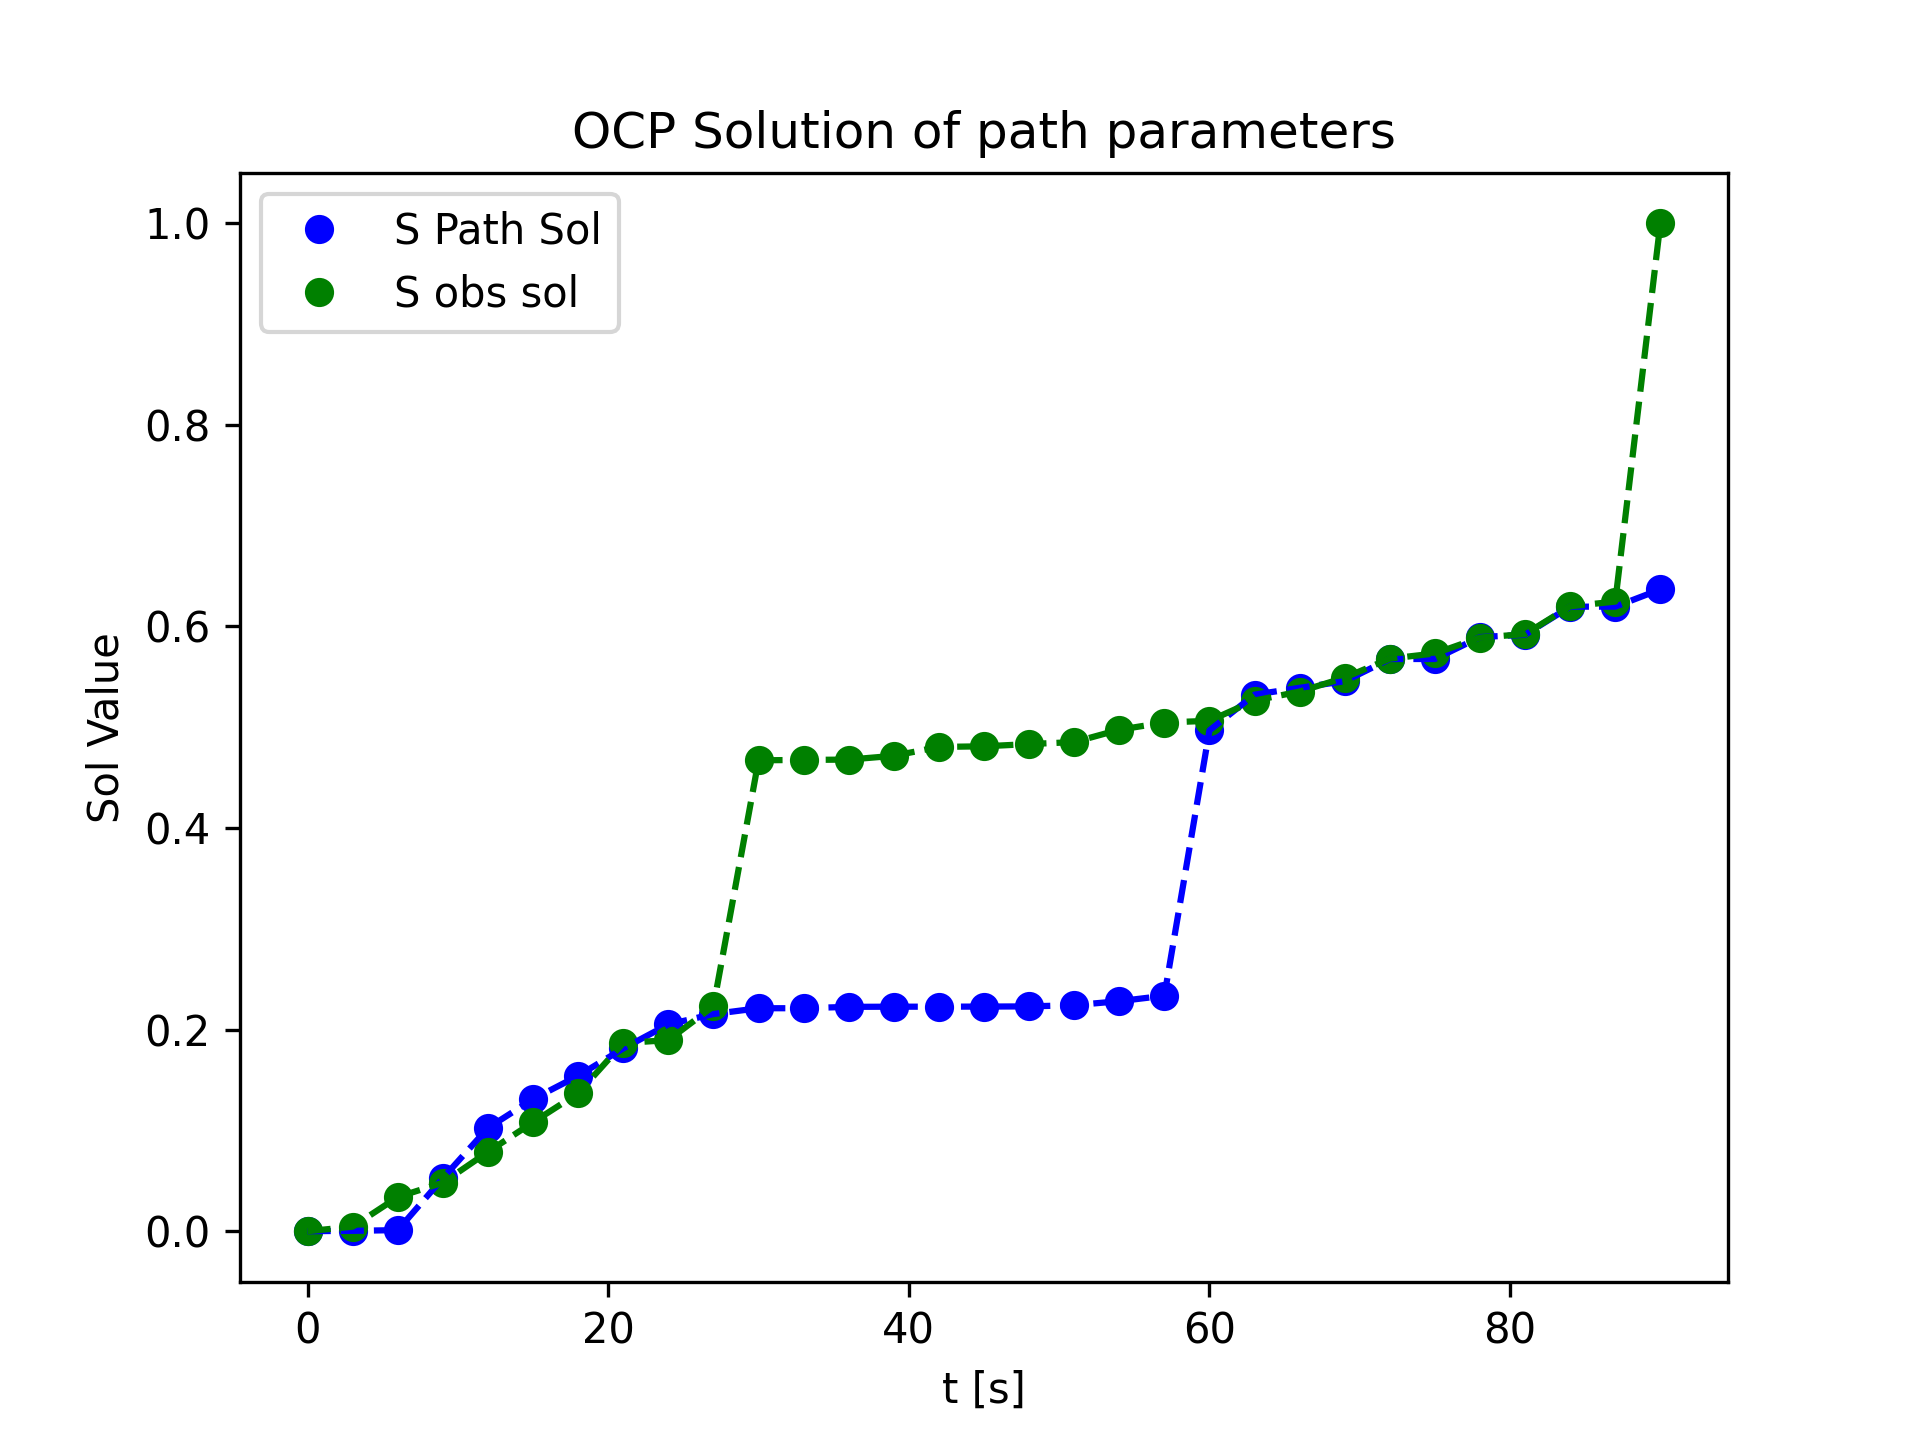 OCP Solution of path parameters
S Path Sol
S obs sol
1.0
0.8
0.6
0.4
0.2
0.0
Sol Value
0 20 40 60 80
t [s]